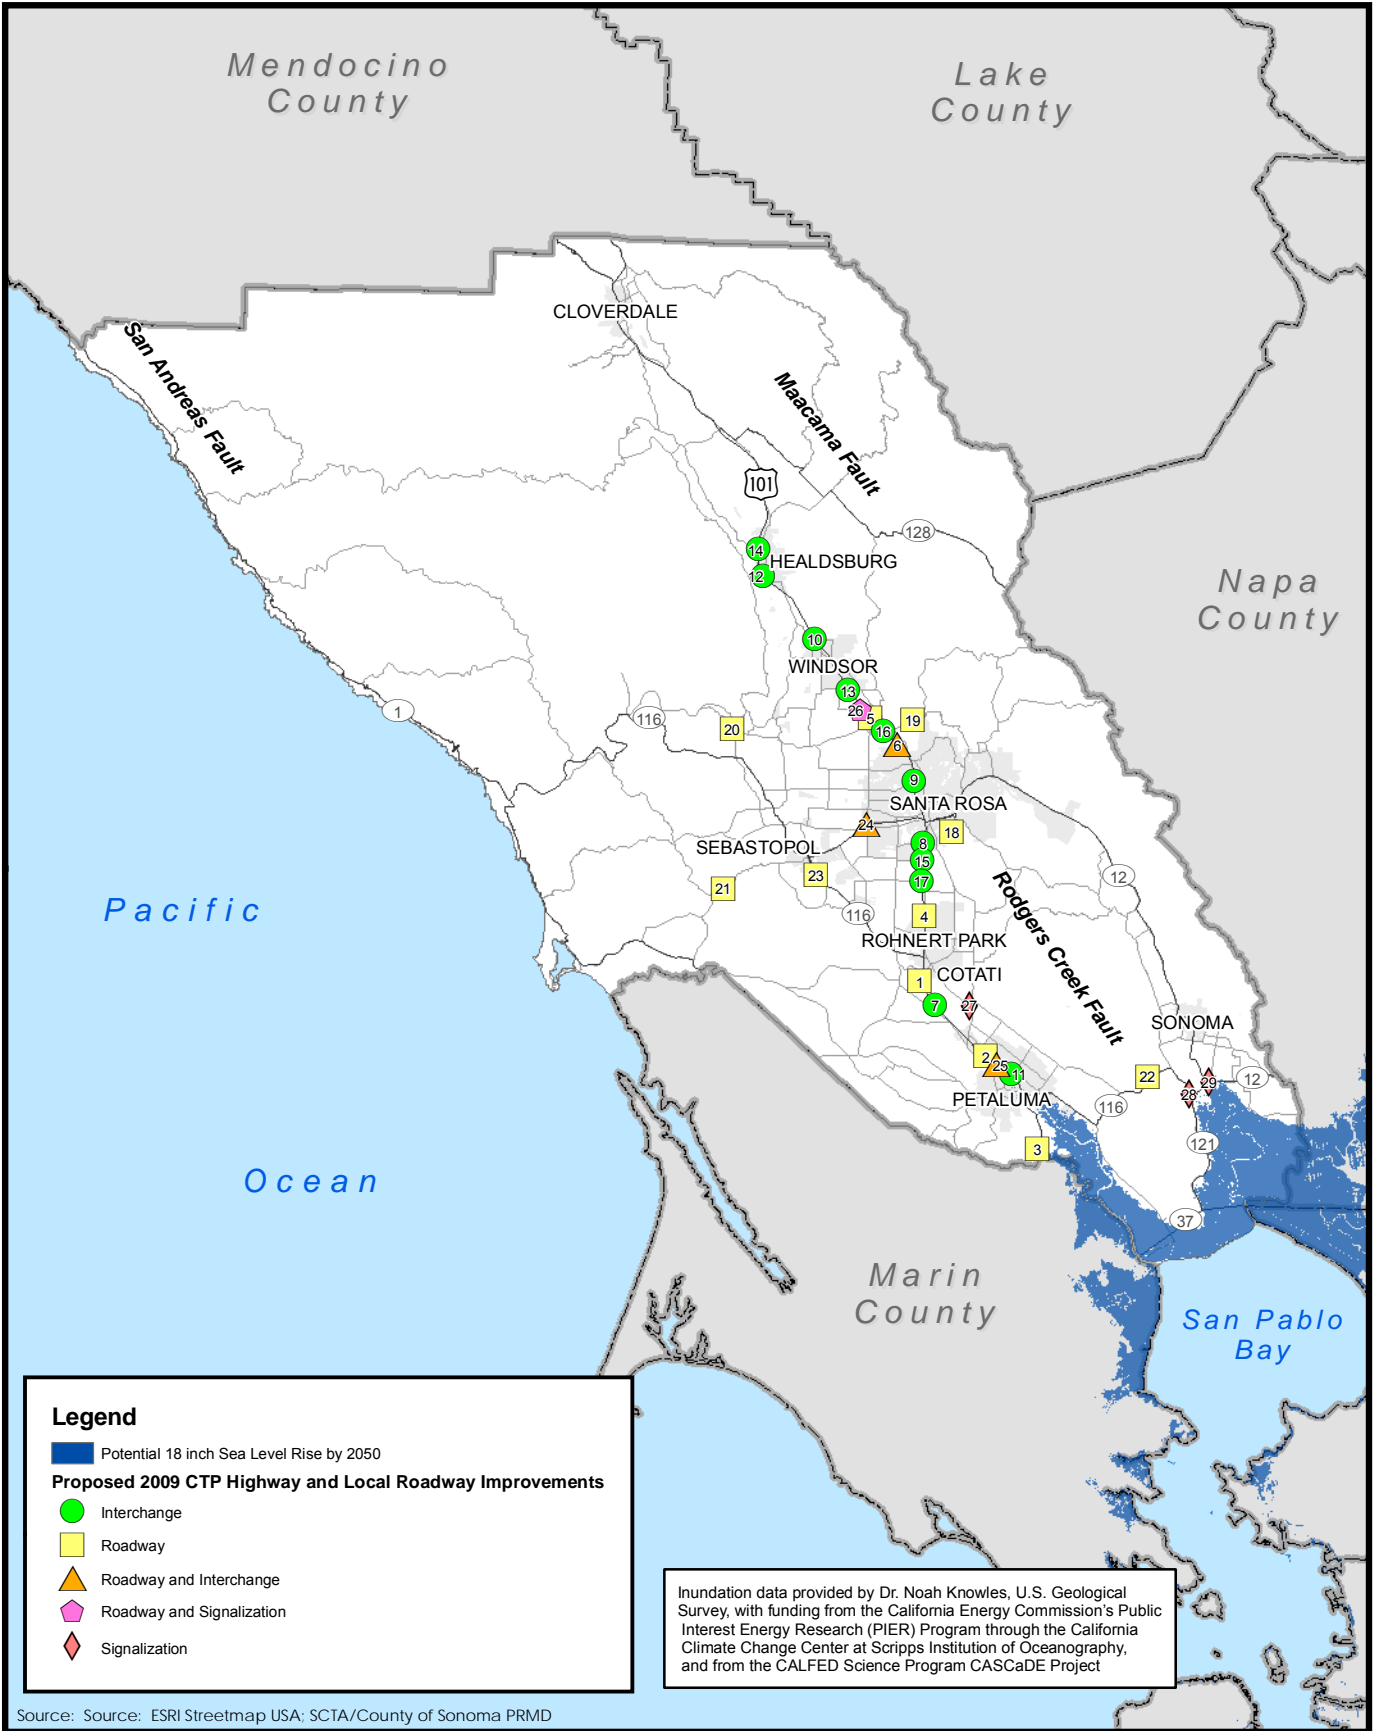 Mendocino
County
Lake
County
CLOVERDALE
San Andreas Fault
Maacama Fault
101
128
14
HEALDSBURG
12
Napa
County
10
WINDSOR
13
1
116
20
26
5
19
16
6
9
SANTA ROSA
24
18
SEBASTOPOL
8
15
12
23
17
21
Rodgers Creek Fault
Pacific
116
4
ROHNERT PARK
COTATI
1
7
27
SONOMA
2
25
11
22
29
12
28
PETALUMA
116
3
121
Ocean
37
Marin
County
San Pablo
Bay
Legend
Potential 18 inch Sea Level Rise by 2050
Proposed 2009 CTP Highway and Local Roadway Improvements
Interchange
Roadway
Roadway and Interchange
Roadway and Signalization
Signalization
Inundation data provided by Dr. Noah Knowles, U.S. Geological
Survey, with funding from the California Energy Commission's Public
Interest Energy Research (PIER) Program through the California
Climate Change Center at Scripps Institution of Oceanography,
and from the CALFED Science Program CASCaDE Project
Source: Source: ESRI Streetmap USA; SCTA/County of Sonoma PRMD